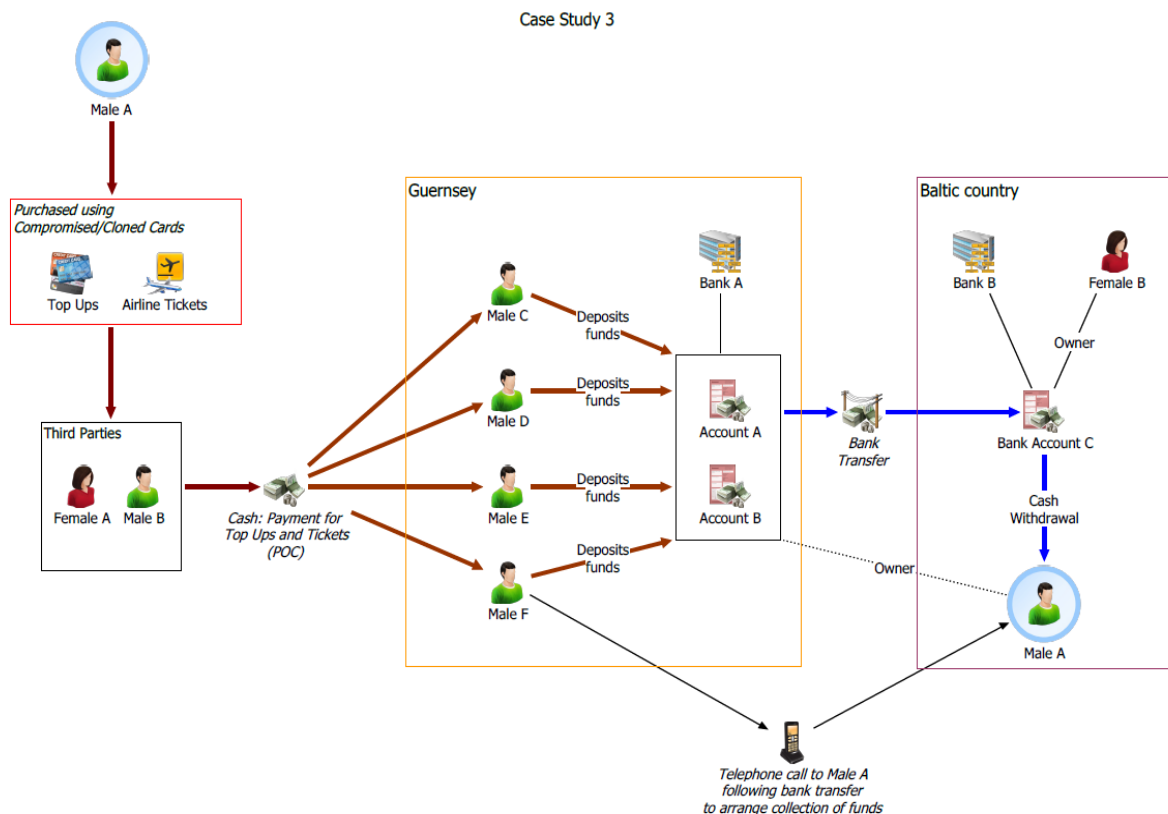 Case Study 3
Male A
Purchased using
Compromised/Cloned Cards
Top Ups
Airline Tickets
Third Parties
Female A
Male B
Cash: Payment for
Top Ups and Tickets
(POC)
Guernsey
Male C
Male D
Male E
Male F
Deposits
funds
Deposits
funds
Deposits
funds
Deposits
funds
Bank A
Account A
Account B
Bank
Transfer
Baltic country
Bank B
Female B
Owner
Bank Account C
Cash
Withdrawal
Owner
Male A
Telephone call to Male A
following bank transfer
to arrange collection of funds